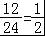 12/24 = 1/2